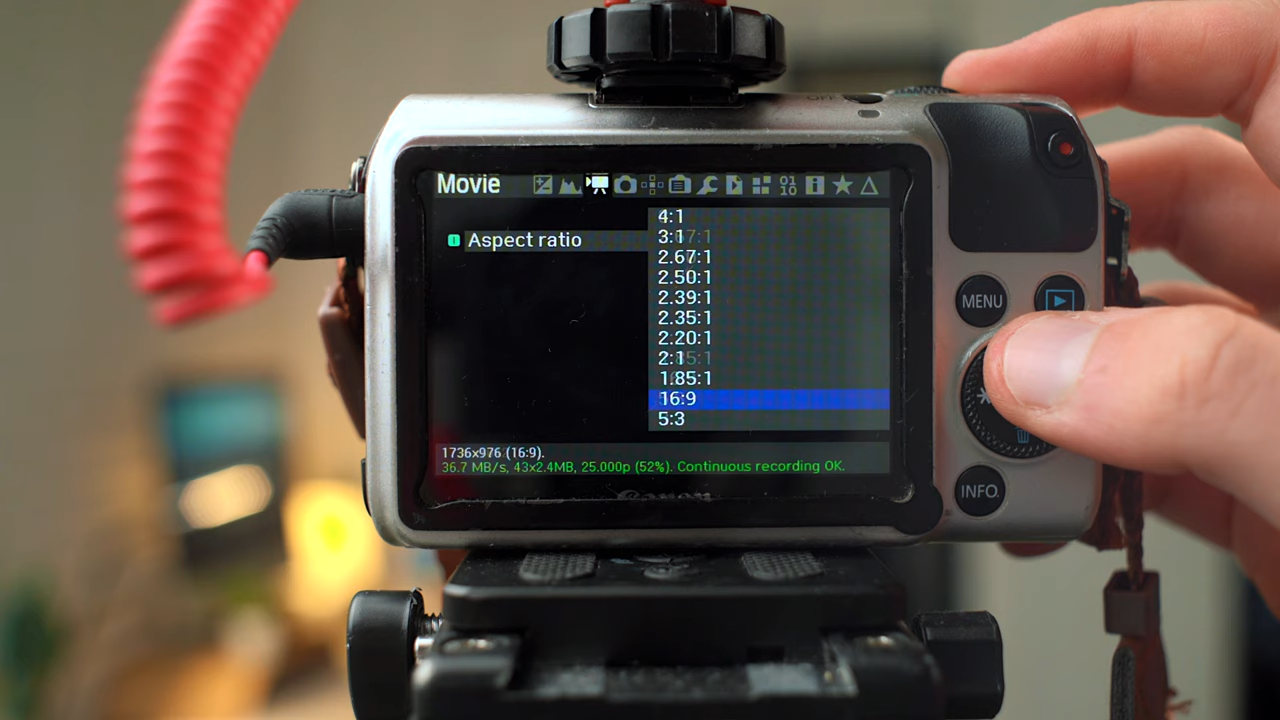 OFF
Movie
Aspect ratio
4:1
3:1
2.67:1
2.50:1
2.39:1
2.35:1
2.20:1
2:1
1.85:1
16:9
5:3
1736x976 (16:9).
36.7 MB/s, 43x2.4MB, 25.000p (52%). Continuous recording OK.
Canon
MENU
INFO.